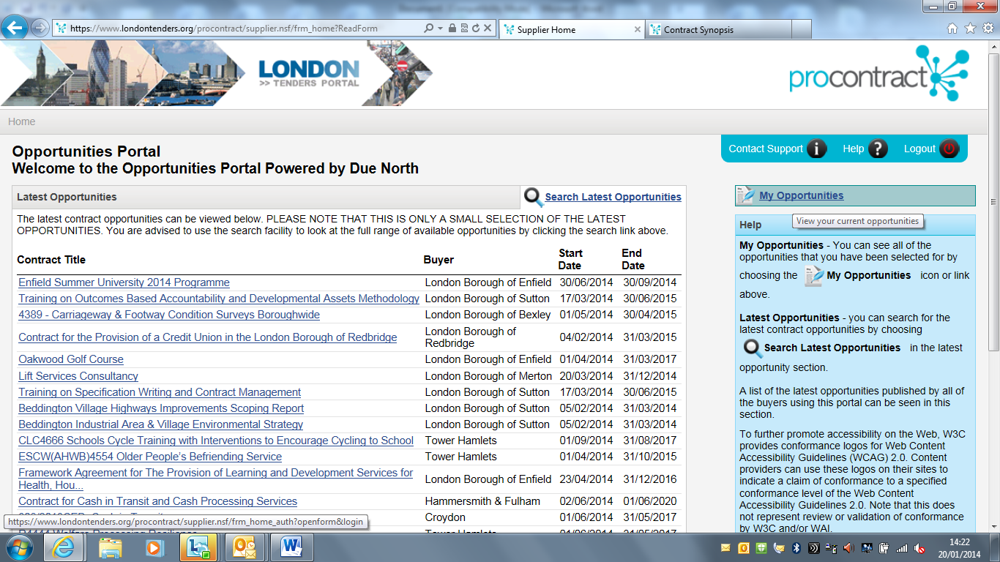 https://www.londontenders.org/procontract/supplier.nsf/frm_home?ReadForm
Supplier Home
Contract Synopsis
LONDON
>> TENDERS PORTAL
procontract
Home
Contact Support
Help
Logout
Opportunities Portal
Welcome to the Opportunities Portal Powered by Due North
Latest Opportunities
Search Latest Opportunities
The latest contract opportunities can be viewed below. PLEASE NOTE THAT THIS IS ONLY A SMALL SELECTION OF THE LATEST
OPPORTUNITIES. You are advised to use the search facility to look at the full range of available opportunities by clicking the search link above.
Contract Title Buyer Start Date End Date
Enfield Summer University 2014 Programme London Borough of Enfield 30/06/2014 30/09/2014
Training on Outcomes Based Accountability and Developmental Assets Methodology London Borough of Sutton 17/03/2014 30/06/2015
4389 - Carriageway & Footway Condition Surveys Boroughwide London Borough of Bexley 01/05/2014 30/04/2015
Contract for the Provision of a Credit Union in the London Borough of Redbridge London Borough of Redbridge 04/02/2014 31/03/2015
Oakwood Golf Course London Borough of Enfield 01/04/2014 31/03/2017
Lift Services Consultancy London Borough of Merton 20/03/2014 31/12/2014
Training on Specification Writing and Contract Management London Borough of Sutton 17/03/2014 30/06/2015
Beddington Village Highways Improvements Scoping Report London Borough of Sutton 05/02/2014 31/03/2014
Beddington Industrial Area & Village Environmental Strategy London Borough of Sutton 05/02/2014 31/03/2014
CLC4666 Schools Cycle Training with Interventions to Encourage Cycling to School Tower Hamlets 01/09/2014 31/08/2017
ESCW(AHWB)4554 Older People's Befriending Service Tower Hamlets 01/04/2014 31/10/2015
Framework Agreement for The Provision of Learning and Development Services for
Health, Hou... London Borough of Enfield 23/04/2014 31/12/2016
Contract for Cash in Transit and Cash Processing Services Hammersmith & Fulham 02/06/2014 01/06/2020
Croydon 01/06/2014 31/05/2017
https://www.londontenders.org/procontract/supplier.nsf/frm_home_auth?openform&login
My Opportunities
View your current opportunities
Help
My Opportunities - You can see all of the
opportunities that you have been selected for by
choosing the My Opportunities icon or link
above.
Latest Opportunities - you can search for the
latest contract opportunities by choosing
Search Latest Opportunities in the latest
opportunity section.
A list of the latest opportunities published by all of
the buyers using this portal can be seen in this
section.
To further promote accessibility on the Web, W3C
provides conformance logos for Web Content
Accessibility Guidelines (WCAG) 2.0. Content
providers can use these logos on their sites to
indicate a claim of conformance to a specified
conformance level of the Web Content
Accessibility Guidelines 2.0. Note that this does
not represent review or validation of conformance
by W3C and/or WAI.
14:22
20/01/2014